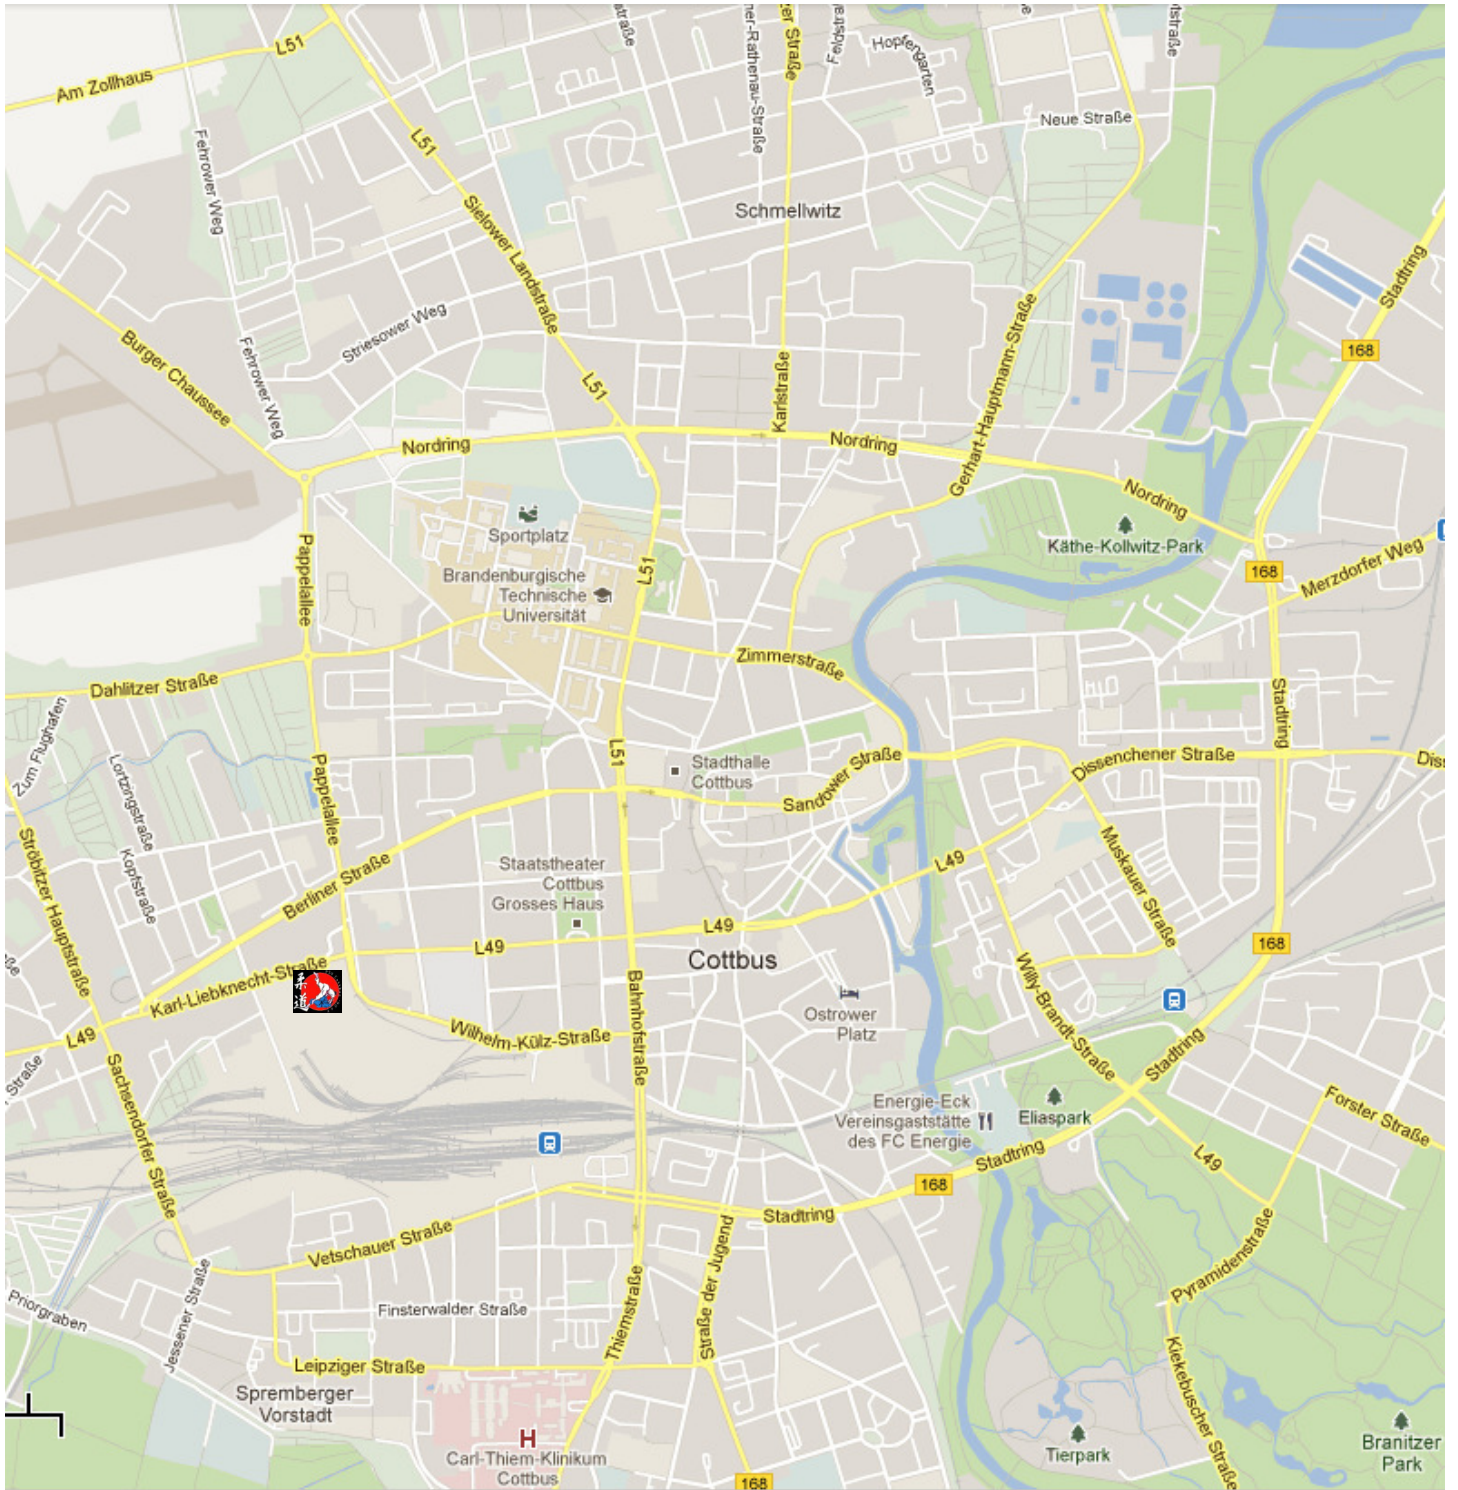 L51
Am Zollhaus
Hopfengarten
Neue Straße
L51
Fehrower Weg
Sielower Landstraße
Schmellwitz
Stadtring
Burger Chaussee
Striesower Weg
Fehrower Weg
168
L51
Karlstraße
Gerhart-Hauptmann-Straße
Nordring
Nordring
Nordring
Sportplatz
Käthe-Kollwitz-Park
Pappelallee
L51
Brandenburgische
Technische
Universität
168
Merzdorfer Weg
Zimmerstraße
Dahlitzer Straße
Stadtring
Zum Flughafen
Lortzingstraße
Pappelallee
L51
Stadthalle
Cottbus
Sandower Straße
Dissenchener Straße
Diss
Ströbitzer Hauptstraße
Kopfstraße
Berliner Straße
Staatstheater
Cottbus
Grosses Haus
L49
Muskauer Straße
L49
L49
Cottbus
168
Karl-Liebknecht-Straße
柔道
Bahnhofstraße
Willy-Brandt-Straße
Ostrower
Platz
L49
Wilhelm-Külz-Straße
Straße
Stadtring
Sachsendorfer Straße
Energie-Eck
Vereinsgaststätte
des FC Energie
Eliaspark
Forster Straße
Stadtring
L49
168
Stadtring
Vetschauer Straße
Straße der Jugend
Pyramidenstraße
Priorgraben
Jessener Straße
Finsterwalder Straße
Thiemstraße
Leipziger Straße
Kiekebuscher Straße
Spremberger
Vorstadt
H
Carl-Thiem-Klinikum
Cottbus
Tierpark
Branitzer
Park
168